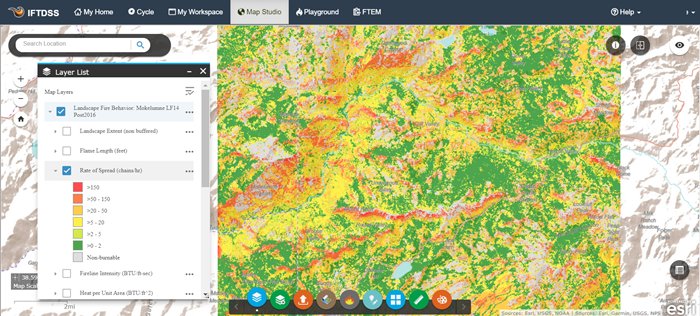 IFTDSS
My Home
Cycle
My Workspace
Map Studio
Playground
FTEM
Help
Search Location
Layer List
Map Layers
Landscape Fire Behavior: Mokelumne LF14
Post2016
Landscape Extent (non buffered)
Flame Length (feet)
Rate of Spread (chains/hr)
>150
>50 - 150
>20 - 50
>5 - 20
>2 - 5
>0 - 2
Non-burnable
Fireline Intensity (BTU/ft-sec)
Heat per Unit Area (BTU/ft^2)
Map Scal
2mi
Sources: Esri, USGS, NOAA | Sources: Esri, Garmin, USGS, NPS
esri